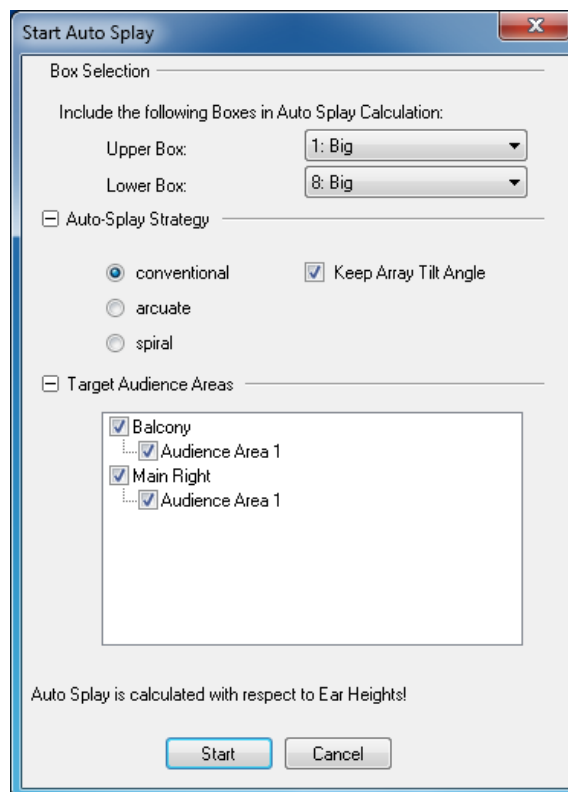 Start Auto Splay
Box Selection
Include the following Boxes in Auto Splay Calculation:
Upper Box: 1: Big
Lower Box: 8: Big
Auto-Splay Strategy
conventional Keep Array Tilt Angle
arcuate
spiral
Target Audience Areas
Balcony
Audience Area 1
Main Right
Audience Area 1
Auto Splay is calculated with respect to Ear Heights!
Start Cancel